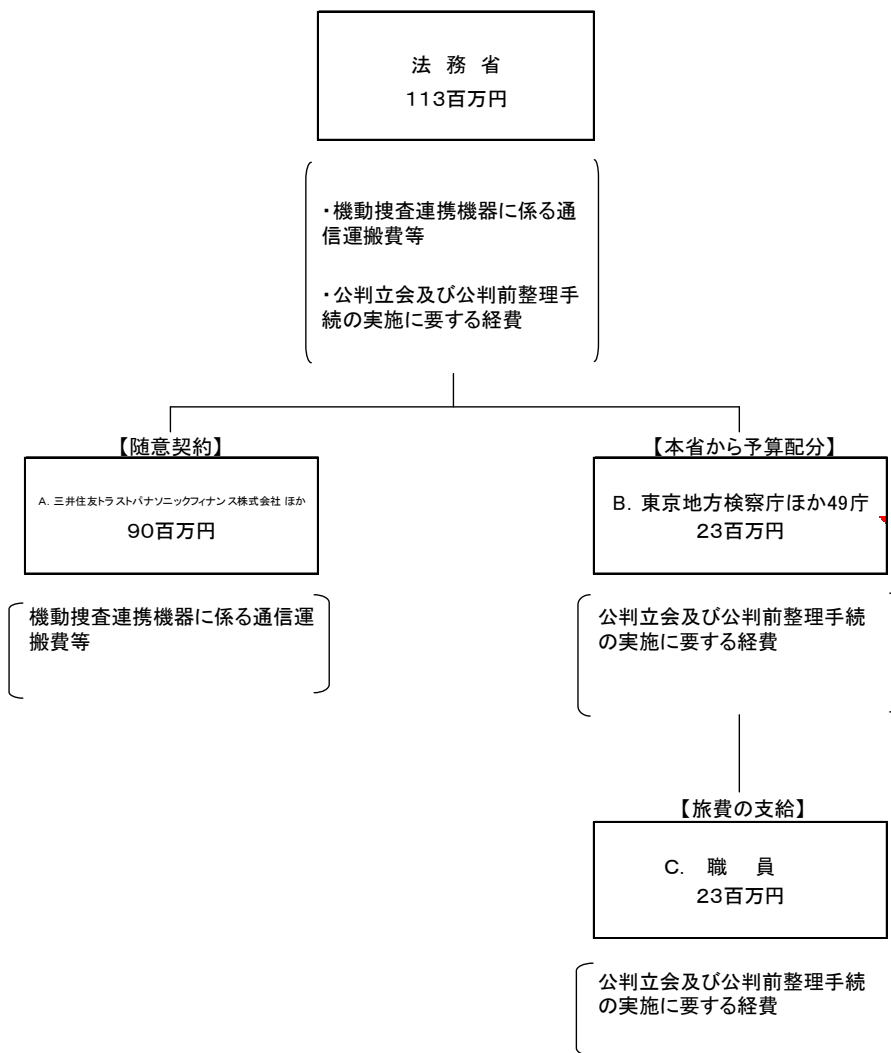 法 務 省
113百万円
・機動捜査連携機器に係る通
信運搬費等
・公判立会及び公判前整理手
続の実施に要する経費
【随意契約】
A. 三井住友トラストパナソニックフィナンス株式会社 ほか
90百万円
機動捜査連携機器に係る通信運
搬費等
【本省から予算配分】
B. 東京地方検察庁ほか49庁
23百万円
公判立会及び公判前整理手続
の実施に要する経費
【旅費の支給】
C. 職 員
23百万円
公判立会及び公判前整理手続
の実施に要する経費